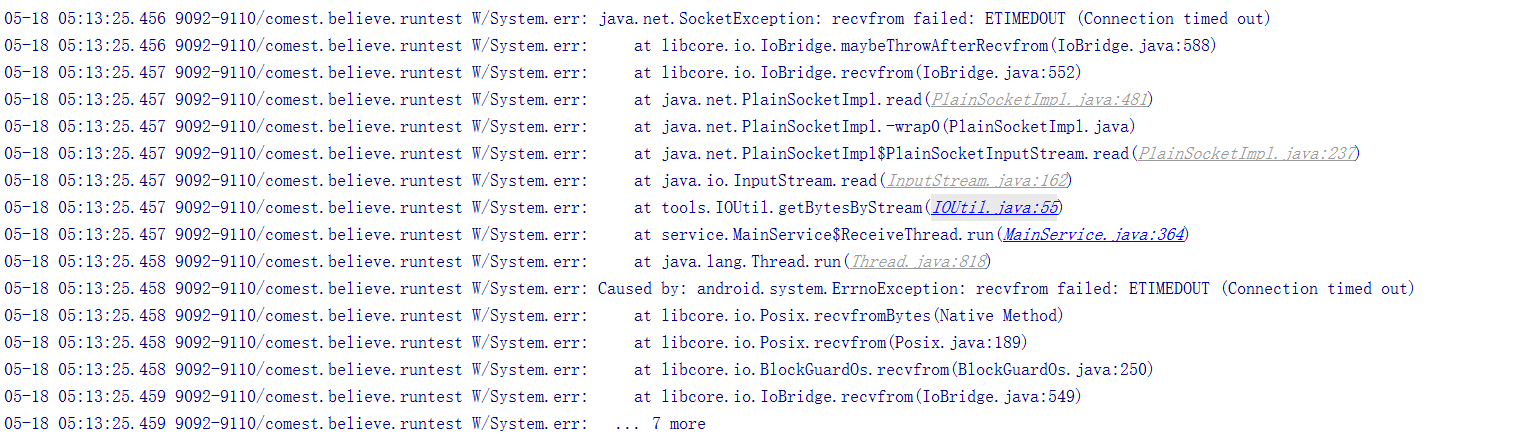 05-18 05:13:25.456 9092-9110/comest.believe.runtest W/System.err: java.net.SocketException: recvfrom failed: ETIMEDOUT (Connection timed out)
05-18 05:13:25.456 9092-9110/comest.believe.runtest W/System.err:     at libcore.io.IoBridge.maybeThrowAfterRecvfrom(IoBridge.java:588)
05-18 05:13:25.457 9092-9110/comest.believe.runtest W/System.err:     at libcore.io.IoBridge.recvfrom(IoBridge.java:552)
05-18 05:13:25.457 9092-9110/comest.believe.runtest W/System.err:     at java.net.PlainSocketImpl.read(PlainSocketImpl.java:481)
05-18 05:13:25.457 9092-9110/comest.believe.runtest W/System.err:     at java.net.PlainSocketImpl.-wrap0(PlainSocketImpl.java)
05-18 05:13:25.457 9092-9110/comest.believe.runtest W/System.err:     at java.net.PlainSocketImpl$PlainSocketInputStream.read(PlainSocketImpl.java:237)
05-18 05:13:25.457 9092-9110/comest.believe.runtest W/System.err:     at java.io.InputStream.read(InputStream.java:162)
05-18 05:13:25.457 9092-9110/comest.believe.runtest W/System.err:     at tools.IOUtil.getBytesByStream(IOUtil.java:55)
05-18 05:13:25.457 9092-9110/comest.believe.runtest W/System.err:     at service.MainService$ReceiveThread.run(MainService.java:364)
05-18 05:13:25.458 9092-9110/comest.believe.runtest W/System.err:     at java.lang.Thread.run(Thread.java:818)
05-18 05:13:25.458 9092-9110/comest.believe.runtest W/System.err: Caused by: android.system.ErrnoException: recvfrom failed: ETIMEDOUT (Connection timed out)
05-18 05:13:25.458 9092-9110/comest.believe.runtest W/System.err:     at libcore.io.Posix.recvfromBytes(Native Method)
05-18 05:13:25.458 9092-9110/comest.believe.runtest W/System.err:     at libcore.io.Posix.recvfrom(Posix.java:189)
05-18 05:13:25.458 9092-9110/comest.believe.runtest W/System.err:     at libcore.io.BlockGuardOs.recvfrom(BlockGuardOs.java:250)
05-18 05:13:25.459 9092-9110/comest.believe.runtest W/System.err:     at libcore.io.IoBridge.recvfrom(IoBridge.java:549)
05-18 05:13:25.459 9092-9110/comest.believe.runtest W/System.err:   ... 7 more